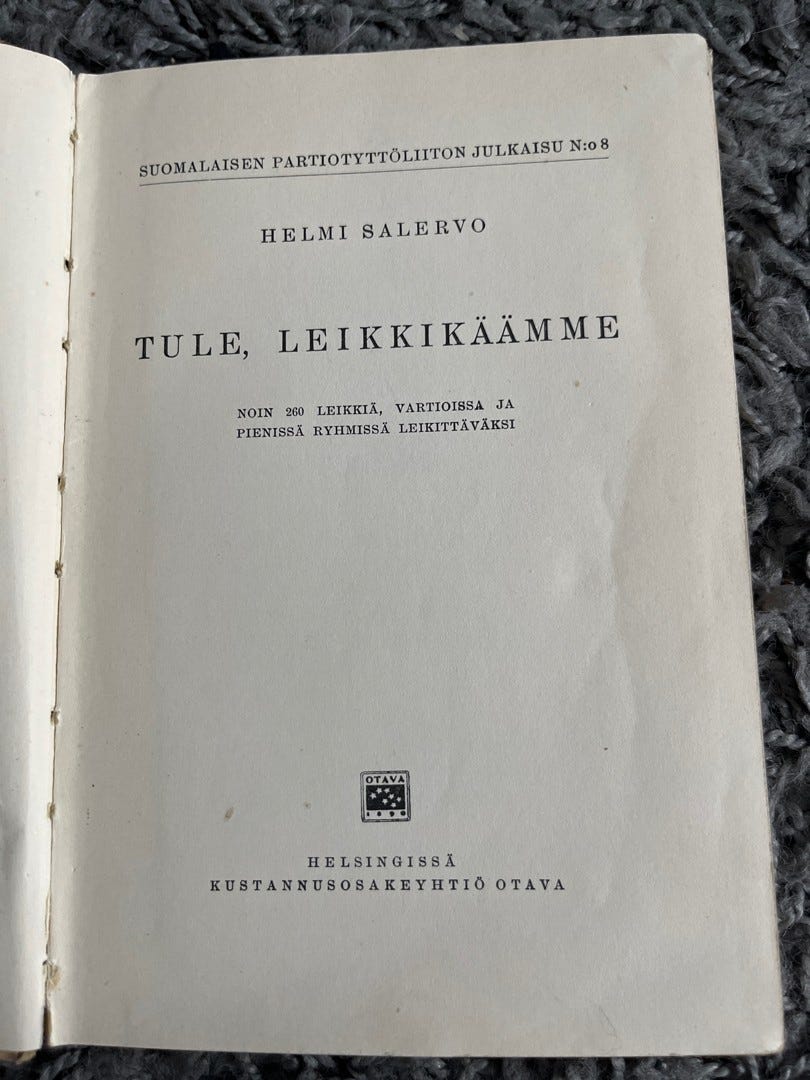 SUOMALAISEN PARTIOTYTTÖLIITON JULKAISU N:o 8
HELMI SALERVO
TULE, LEIKKIKÄÄMME
NOIN 260 LEIKKIÄ, VARTIOISSA JA
PIENISSÄ RYHMISSÄ LEIKITTÄVÄKSI
OTAVA
1890
HELSINGISSÄ
KUSTANNUSOSAKEYHTIÖ OTAVA